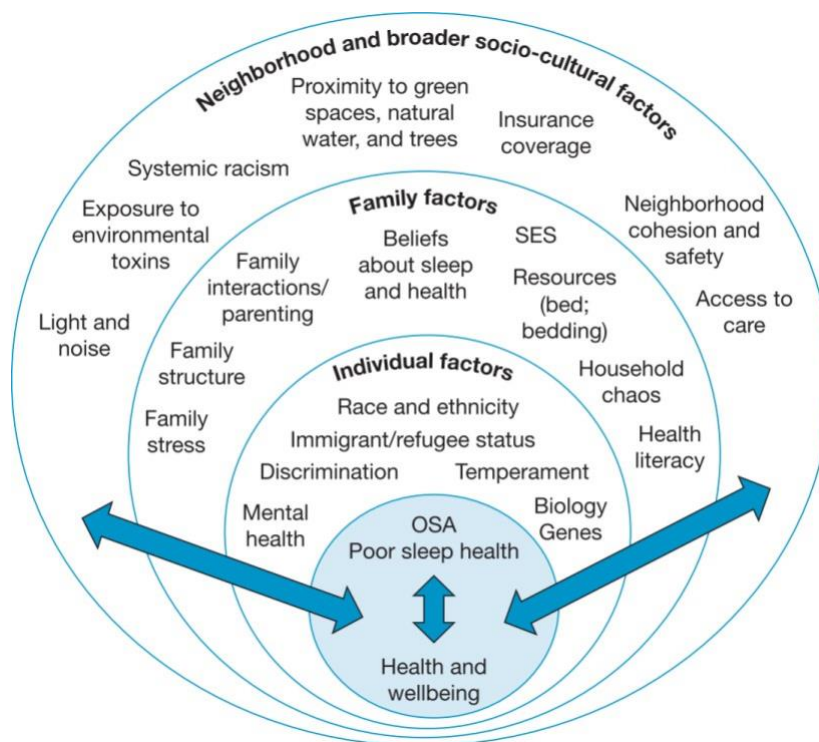 Neighborhood and broader socio-cultural factors
Proximity to green
spaces, natural
water, and trees
Insurance
coverage
Systemic racism
Exposure to
environmental
toxins
Neighborhood
cohesion and
safety
Light and
noise
Access to
care
Family factors
Beliefs
about sleep
and health
SES
Family
interactions/
parenting
Resources
(bed;
bedding)
Family
structure
Household
chaos
Family
stress
Health
literacy
Individual factors
Race and ethnicity
Immigrant/refugee status
Discrimination
Temperament
Mental
health
Biology
Genes
OSA
Poor sleep health
Health and
wellbeing